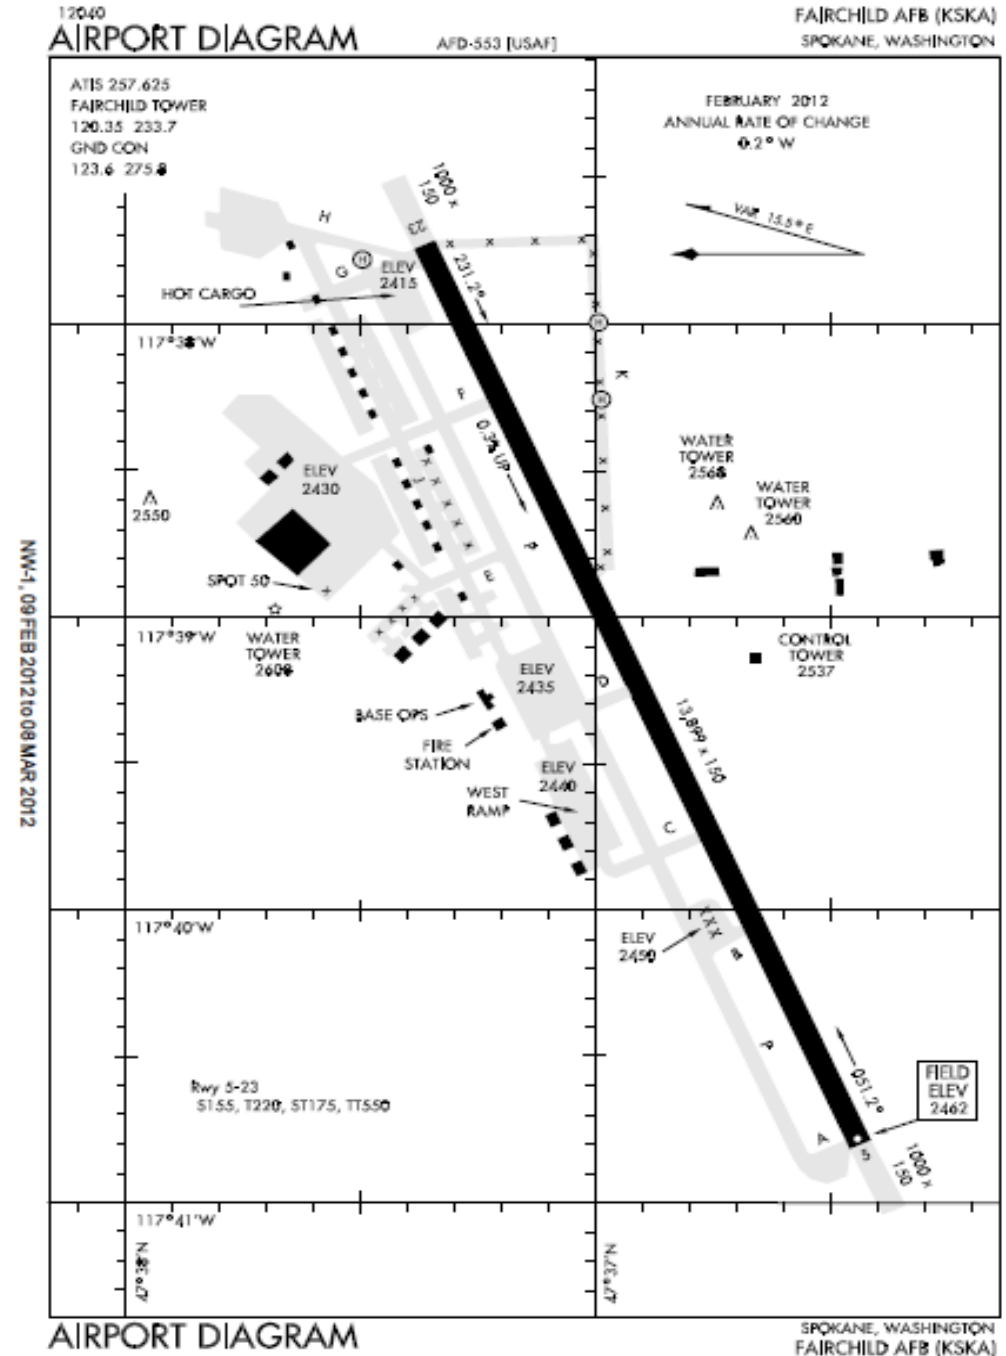 12040
AIRPORT DIAGRAM
AFD-553 [USAF]
FAIRCHILD AFB (KSKA)
SPOKANE, WASHINGTON
ATIS 257.625
FAIRCHILD TOWER
120.35 233.7
GND CON
123.6 275.8
FEBRUARY 2012
ANNUAL RATE OF CHANGE
0.2° W
VAR 15.5° E
1000 x
150
23
H
G
H
ELEV
2415
HOT CARGO
231.2°
H
117°38'W
K
H
F
0.3% UP
WATER
TOWER
2568
WATER
TOWER
2560
ELEV
2430
2550
J
P
E
SPOT 50
117°39'W
WATER
TOWER
2608
CONTROL
TOWER
2537
ELEV
2435
D
BASE OPS
FIRE
STATION
13,899 x 150
ELEV
2440
WEST
RAMP
C
117°40'W
ELEV
2450
B
P
051.2°
FIELD
ELEV
2462
Rwy 5-23
S155, T220, ST175, TT550
A
5
1000 x
150
117°41'W
47°38'N
47°37'N
NW-1, 09 FEB 2012 to 08 MAR 2012
AIRPORT DIAGRAM
SPOKANE, WASHINGTON
FAIRCHILD AFB (KSKA)